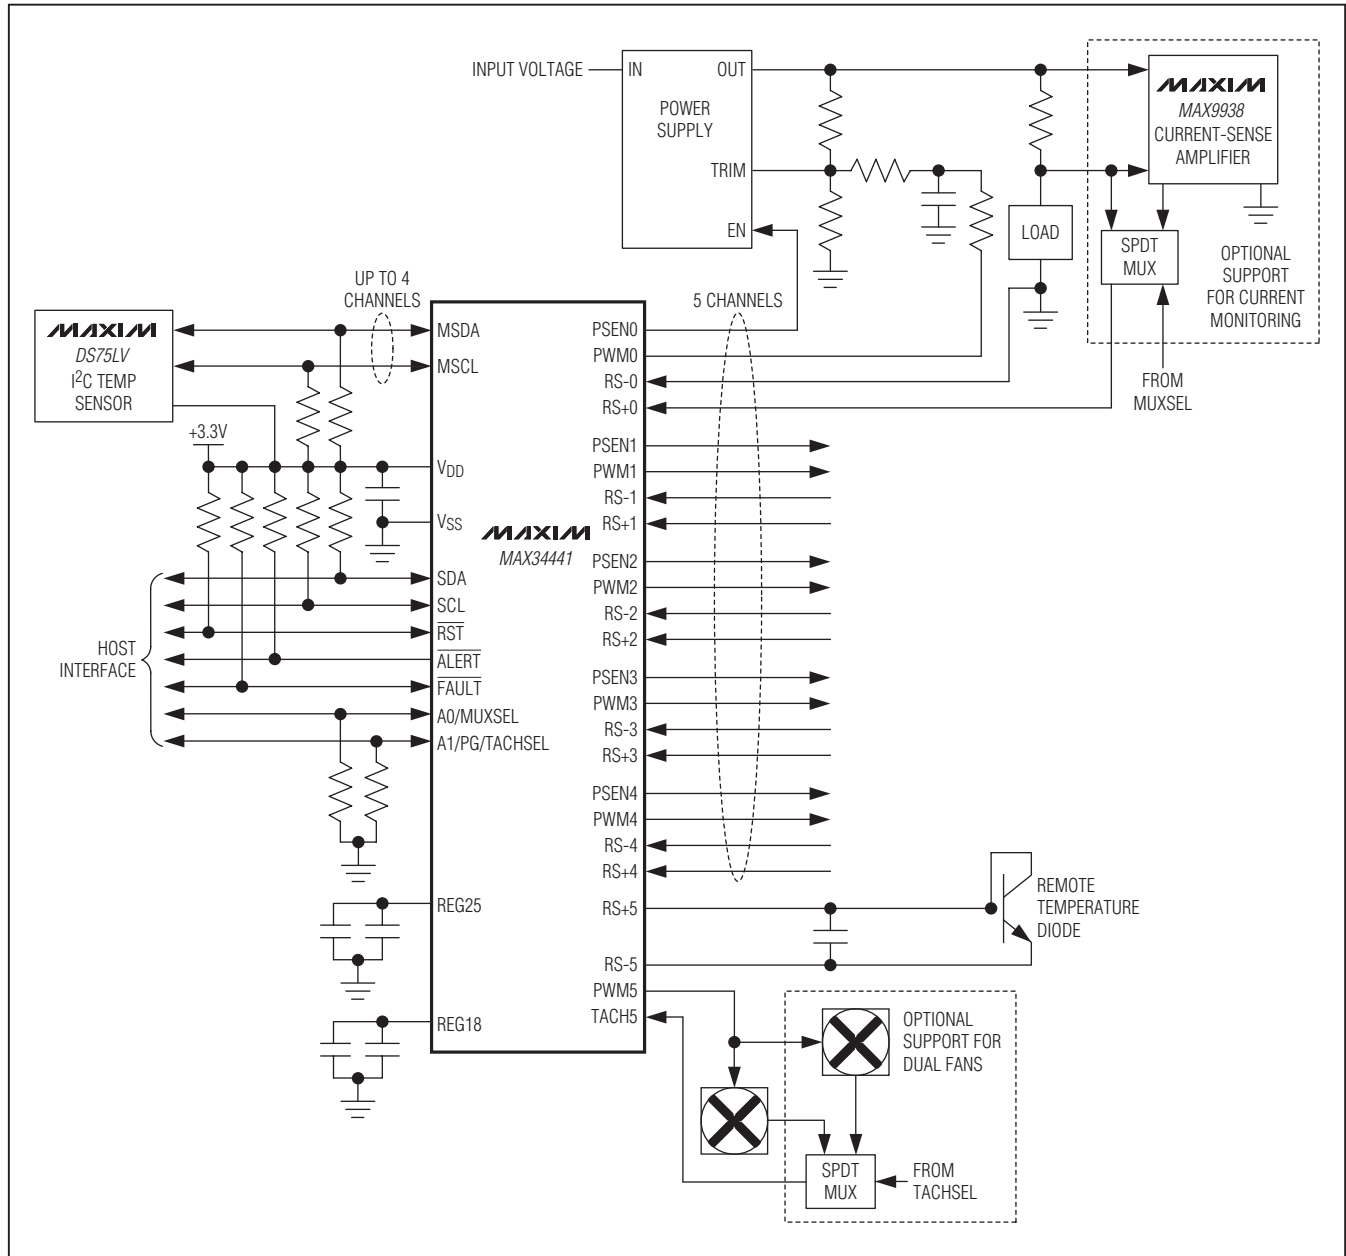 INPUT VOLTAGE
IN
OUT
POWER
SUPPLY
TRIM
EN
MAXIM
MAX9938
CURRENT-SENSE
AMPLIFIER
LOAD
SPDT
MUX
OPTIONAL
SUPPORT
FOR CURRENT
MONITORING
FROM
MUXSEL
UP TO 4
CHANNELS
5 CHANNELS
MAXIM
DS75LV
I2C TEMP
SENSOR
+3.3V
MSDA
MSCL
VDD
VSS
SDA
SCL
RST
ALERT
FAULT
A0/MUXSEL
A1/PG/TACHSEL
HOST
INTERFACE
REG25
REG18
MAXIM
MAX34441
PSEN0
PWM0
RS-0
RS+0
PSEN1
PWM1
RS-1
RS+1
PSEN2
PWM2
RS-2
RS+2
PSEN3
PWM3
RS-3
RS+3
PSEN4
PWM4
RS-4
RS+4
RS+5
RS-5
PWM5
TACH5
REMOTE
TEMPERATURE
DIODE
OPTIONAL
SUPPORT FOR
DUAL FANS
SPDT
MUX
FROM
TACHSEL